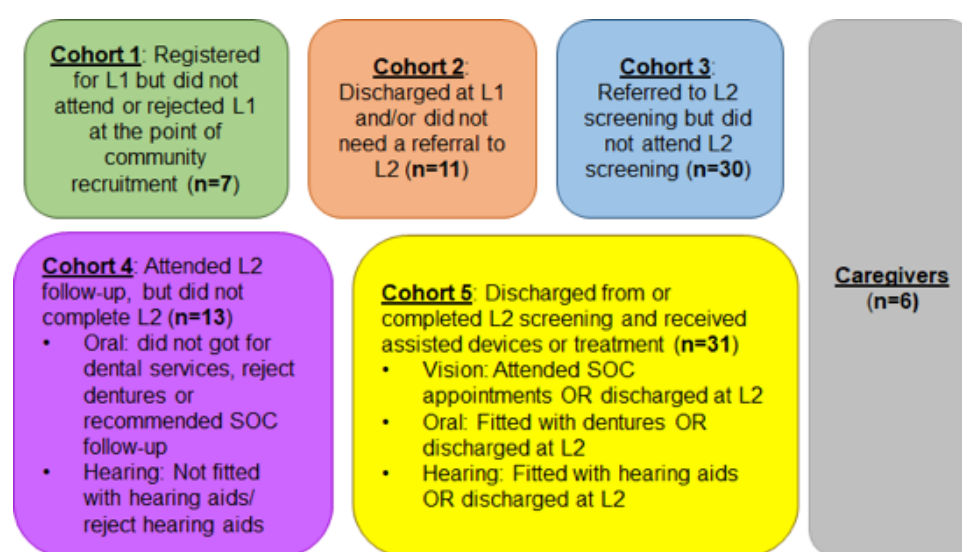 Cohort 1: Registered
for L1 but did not
attend or rejected L1
at the point of
community
recruitment (n=7)
Cohort 2:
Discharged at L1
and/or did not
need a referral to
L2 (n=11)
Cohort 3:
Referred to L2
screening but did
not attend L2
screening (n=30)
Cohort 4: Attended L2
follow-up, but did not
complete L2 (n=13)
• Oral: did not got for
dental services, reject
dentures or
recommended SOC
follow-up
• Hearing: Not fitted
with hearing aids/
reject hearing aids
Cohort 5: Discharged from or
completed L2 screening and received
assisted devices or treatment (n=31)
• Vision: Attended SOC
appointments OR discharged at L2
• Oral: Fitted with dentures OR
discharged at L2
• Hearing: Fitted with hearing aids
OR discharged at L2
Caregivers
(n=6)